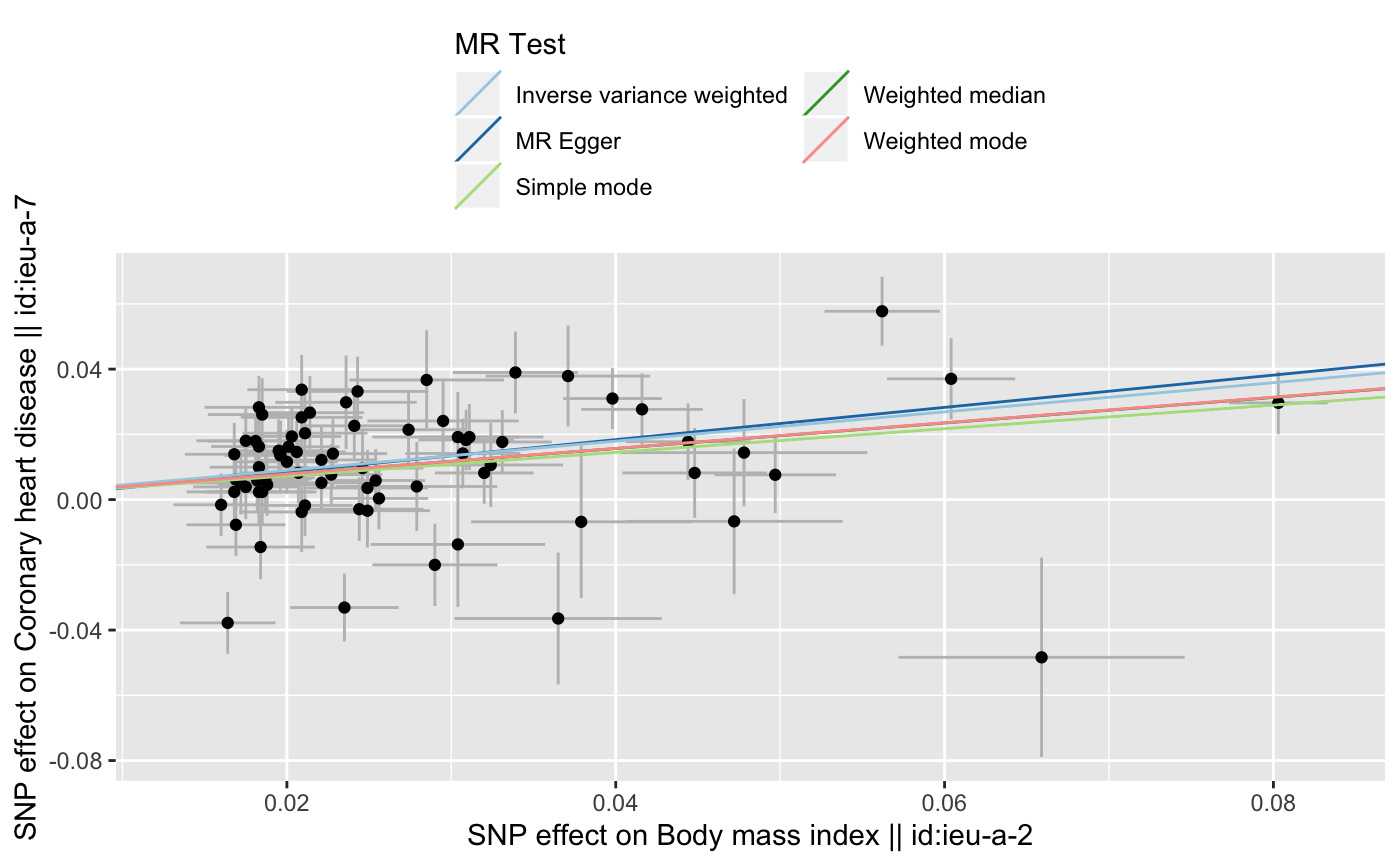 MR Test
Inverse variance weighted
Weighted median
MR Egger
Weighted mode
Simple mode
SNP effect on Coronary heart disease || id:ieu-a-7
0.04
0.00
-0.04
-0.08
0.02
0.04
0.06
0.08
SNP effect on Body mass index || id:ieu-a-2